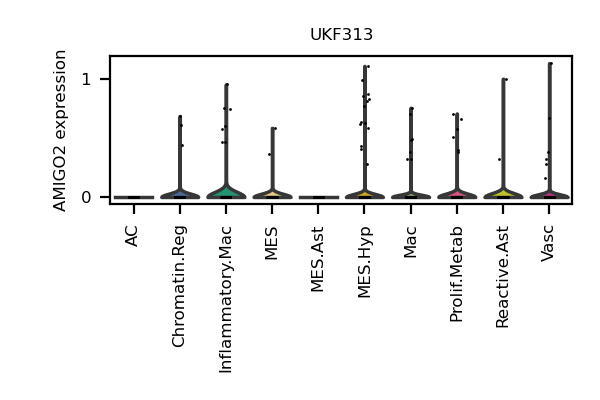 UKF313
AMIGO2 expression
1
0
AC
Chromatin.Reg
Inflammatory.Mac
MES
MES.Ast
MES.Hyp
Mac
Prolif.Metab
Reactive.Ast
Vasc